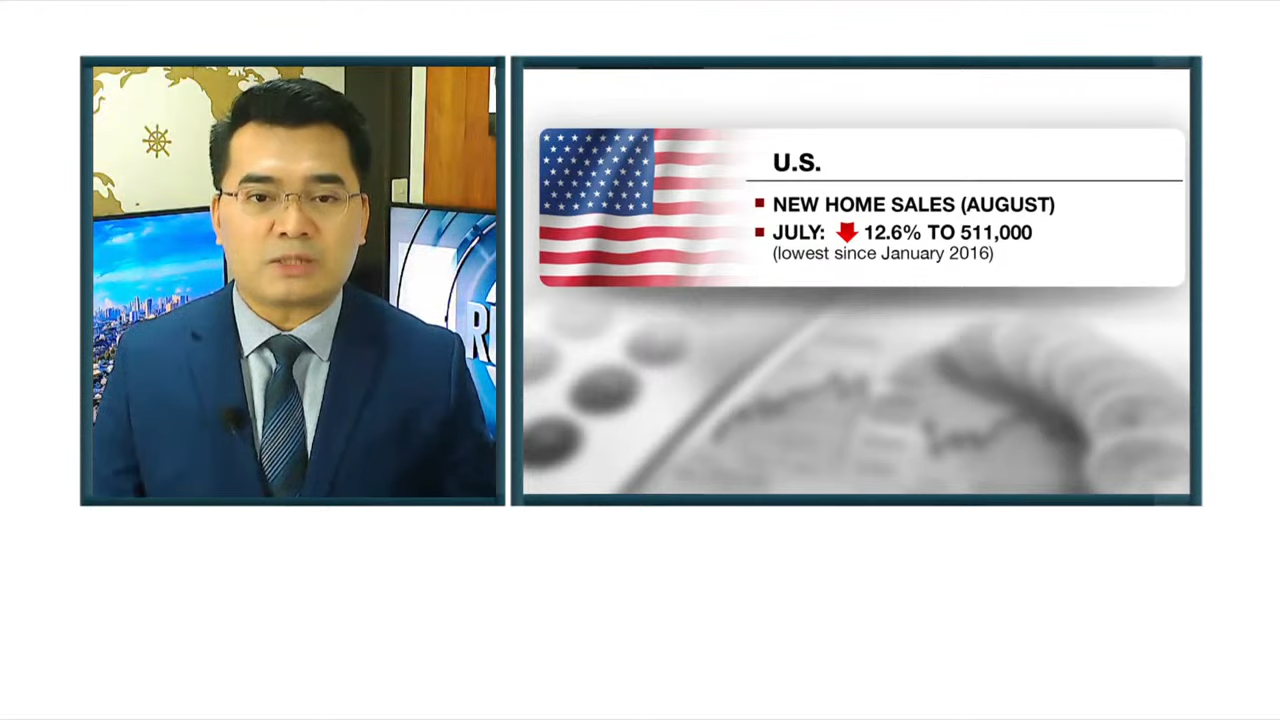 U.S.
NEW HOME SALES (AUGUST)
JULY: 12.6% TO 511,000
(lowest since January 2016)